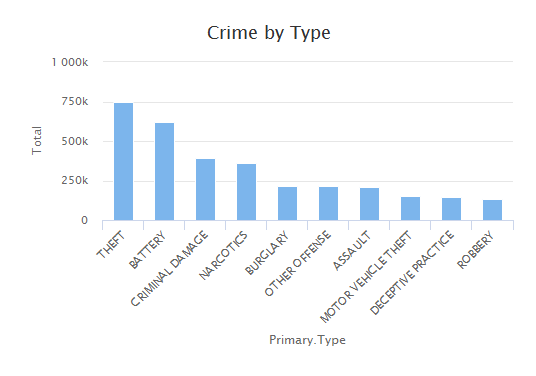 Crime by Type
Total
1 000k
750k
500k
250k
0
THEFT
BATTERY
CRIMINAL DAMAGE
NARCOTICS
BURGLARY
OTHER OFFENSE
ASSAULT
MOTOR VEHICLE THEFT
DECEPTIVE PRACTICE
ROBBERY
Primary.Type